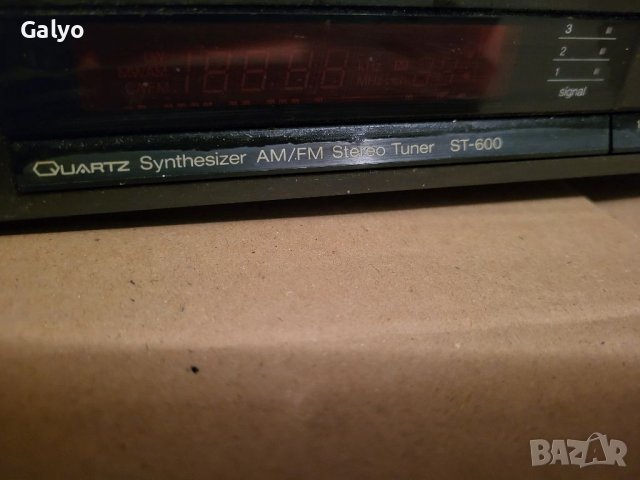 Galyo
3
2
1
signal
QUARTZ Synthesizer AM/FM Stereo Tuner ST-600
BAZAR